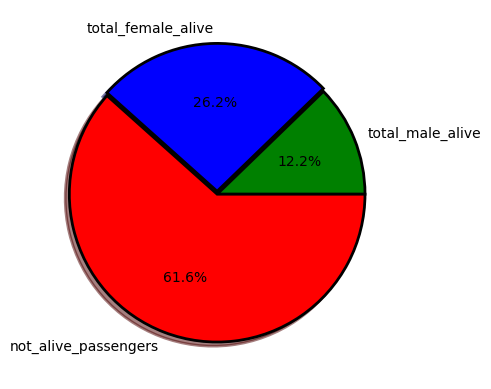 total_female_alive
26.2%
total_male_alive
12.2%
61.6%
not_alive_passengers